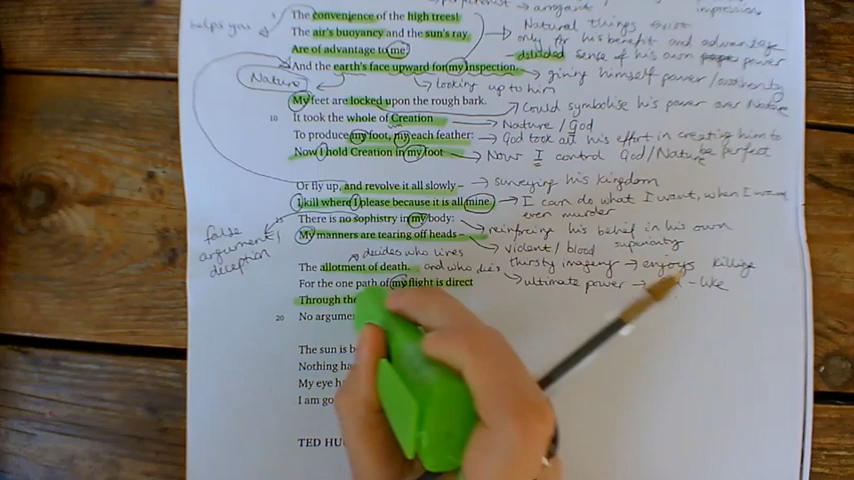 helps you
arrogant
impression
The convenience of the high trees!
The air's buoyancy and the sun's ray
Are of advantage to me;
And the earth's face upward for my inspection.
Natural things exist
only for his benefit and advantage
deluded sense of his own power
giving himself power/authority
Nature
looking up to him
My feet are locked upon the rough bark.
Could symbolise his power over Nature
10 It took the whole of Creation
Nature / God
To produce my foot, my each feather:
God took all his effort in creating him to
be perfect
Now I hold Creation in my foot
Now I control God/Nature
Or fly up, and revolve it all slowly –
surveying his kingdom
I kill where I please because it is all mine.
I can do what I want, when I want
even murder
There is no sophistry in my body:
reinforcing his belief in his own
superiority
My manners are tearing off heads –
violent / blood
thirsty imagery → enjoys killing
false
argument/
deception
decides who lives
and who dies
The allotment of death.
For the one path of my flight is direct
ultimate power → - like
Through the
20 No argume
The sun is b
Nothing ha
My eye h
I am go
TED HU